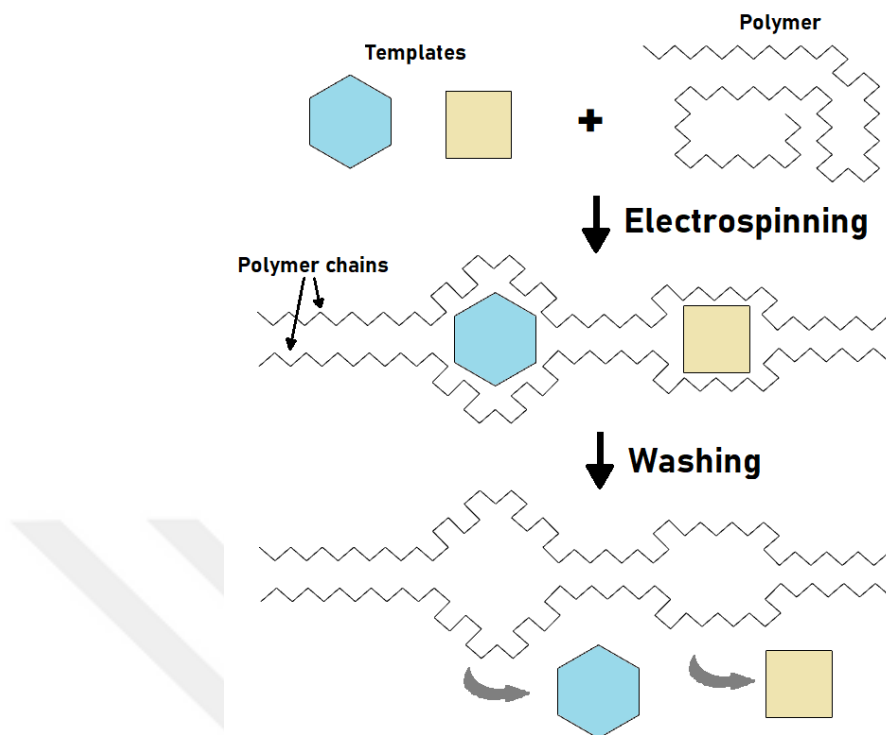 Polymer
Templates
+
Electrospinning
Polymer chains
Washing